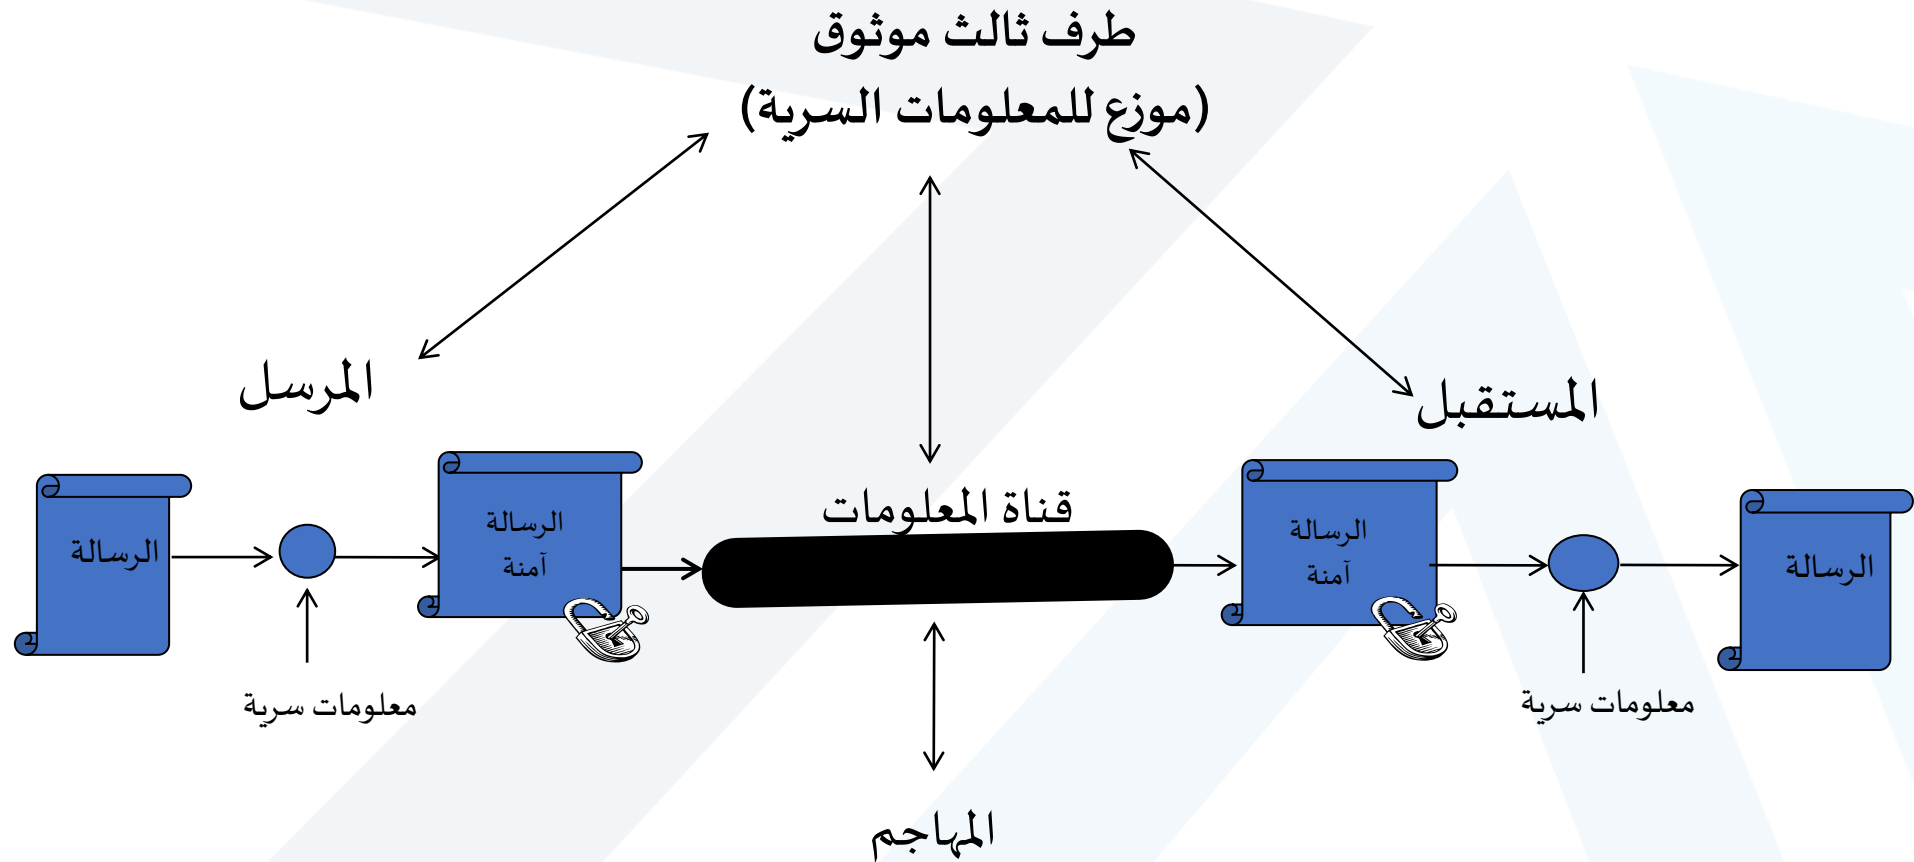 طرف ثالث موثوق
(موزع للمعلومات السرية)
المرسل
المستقبل
الرسالة
الرسالة
آمنة
قناة المعلومات
الرسالة
آمنة
الرسالة
معلومات سرية
معلومات سرية
المهاجم